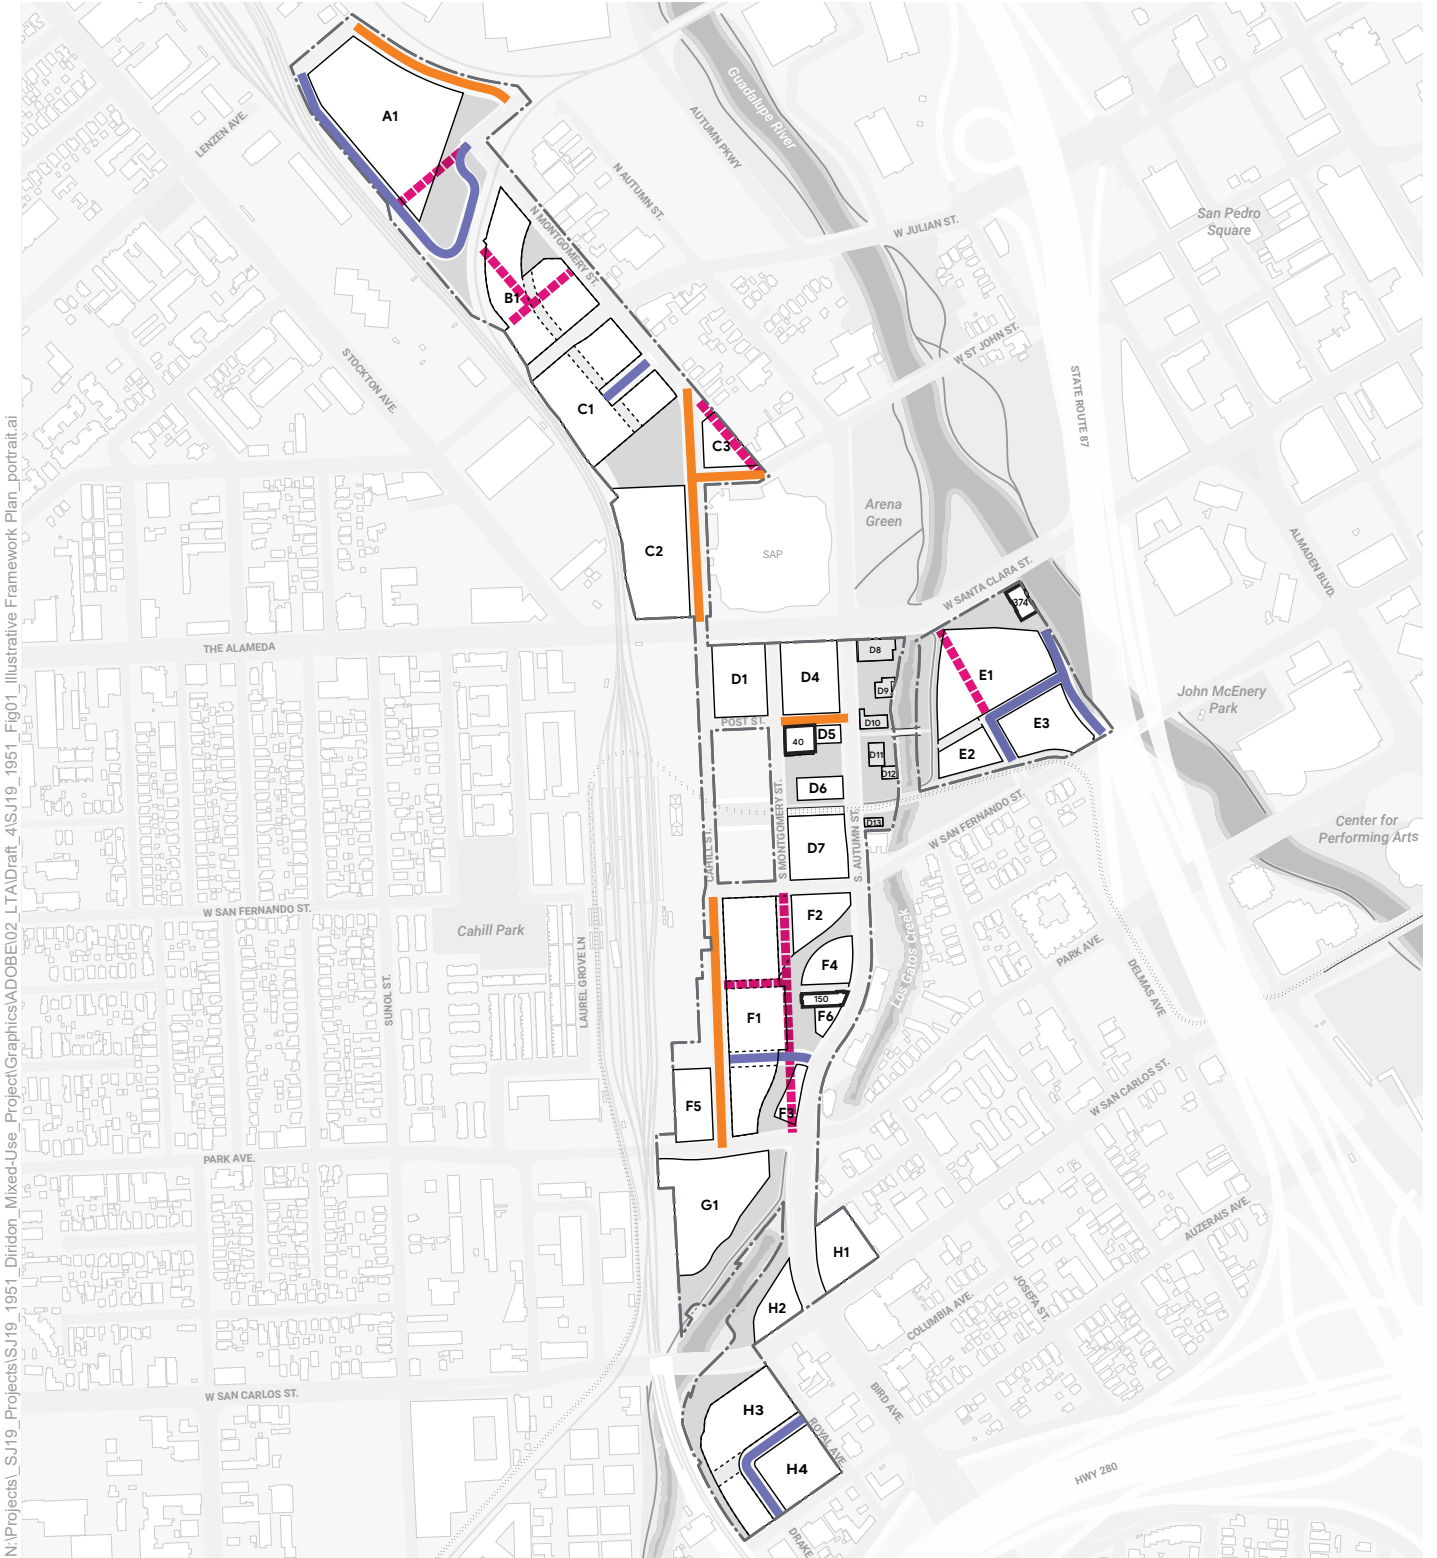 N:\Projects\_SJ19_Projects\SJ19_1951_Diridon_Mixed-Use_Project\Graphics\ADOBE\02_LTA\Draft_4\SJ19_1951_Fig01_Illustrative Framework Plan_portrait.ai
A1
LENZEN AVE.
Guadalupe River
AUTUMN PKWY
N AUTUMN ST.
N MONTGOMERY ST.
W JULIAN ST.
San Pedro
Square
B1
STOCKTON AVE
W ST JOHN ST.
STATE ROUTE 87
C1
C3
Arena
Green
C2
SAP
ALMADEN BLVD.
W SANTA CLARA ST.
374
THE ALAMEDA
D8
D1
D4
D9
E1
John McEnery
Park
POST ST.
D10
E3
40
D5
D11
E2
D12
D6
S MONTGOMERY ST.
S. AUTUMN ST.
D13
CAHILL ST.
D7
W SAN FERNANDO ST.
Center for
Performing Arts
W SAN FERNANDO ST.
F2
Cahill Park
Los Gatos Creek
PARK AVE.
F4
LAUREL GROVE LN
SUNOL ST.
150
F6
F1
DELMAS AVE
F5
F3
W SAN CARLOS ST.
PARK AVE.
G1
H1
AUZERAIS AVE.
H2
JOSEFA ST.
COLUMBIA AVE.
W SAN CARLOS ST.
H3
BIRD AVE.
ROYAL AVE.
H4
HWY 280
DRAKE